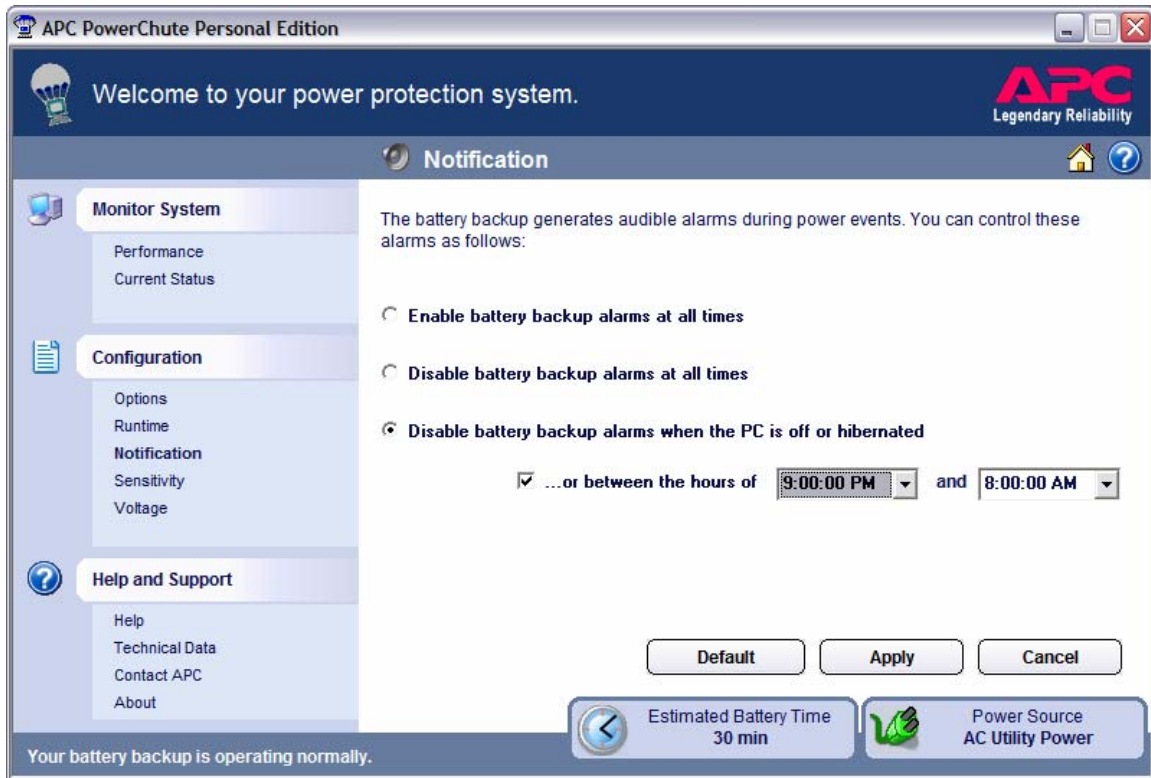 APC PowerChute Personal Edition
Welcome to your power protection system.
APC
Legendary Reliability
Notification
Monitor System
Performance
Current Status
Configuration
Options
Runtime
Notification
Sensitivity
Voltage
Help and Support
Help
Technical Data
Contact APC
About
The battery backup generates audible alarms during power events. You can control these
alarms as follows:
Enable battery backup alarms at all times
Disable battery backup alarms at all times
Disable battery backup alarms when the PC is off or hibernated
...or between the hours of 9:00:00 PM and 8:00:00 AM
Default Apply Cancel
Estimated Battery Time
30 min
Power Source
AC Utility Power
Your battery backup is operating normally.